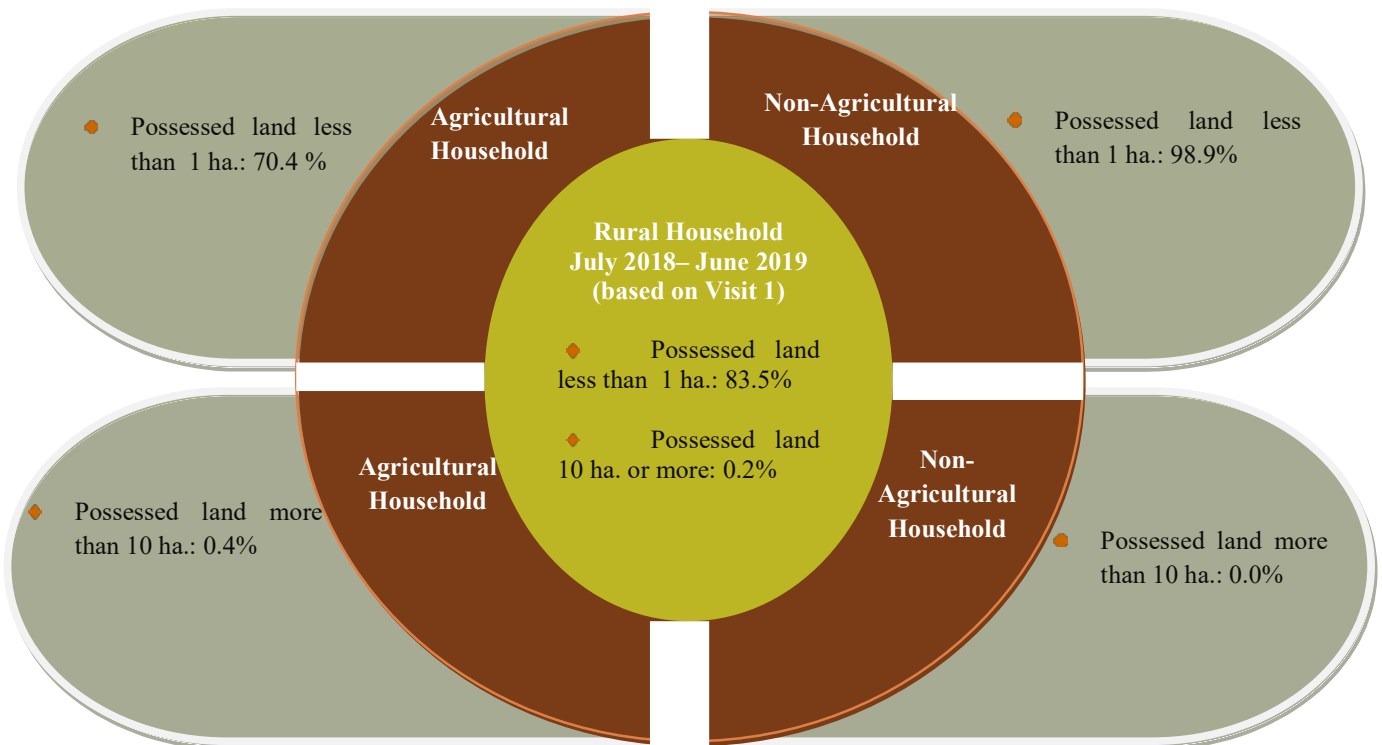 Agricultural
Household
Possessed land less
than 1 ha.: 70.4 %
Non-Agricultural
Household
Possessed land less
than 1 ha.: 98.9%
Rural Household
July 2018– June 2019
(based on Visit 1)
Possessed land
less than 1 ha.: 83.5%
Possessed land
10 ha. or more: 0.2%
Agricultural
Household
Possessed land more
than 10 ha.: 0.4%
Non-
Agricultural
Household
Possessed land more
than 10 ha.: 0.0%